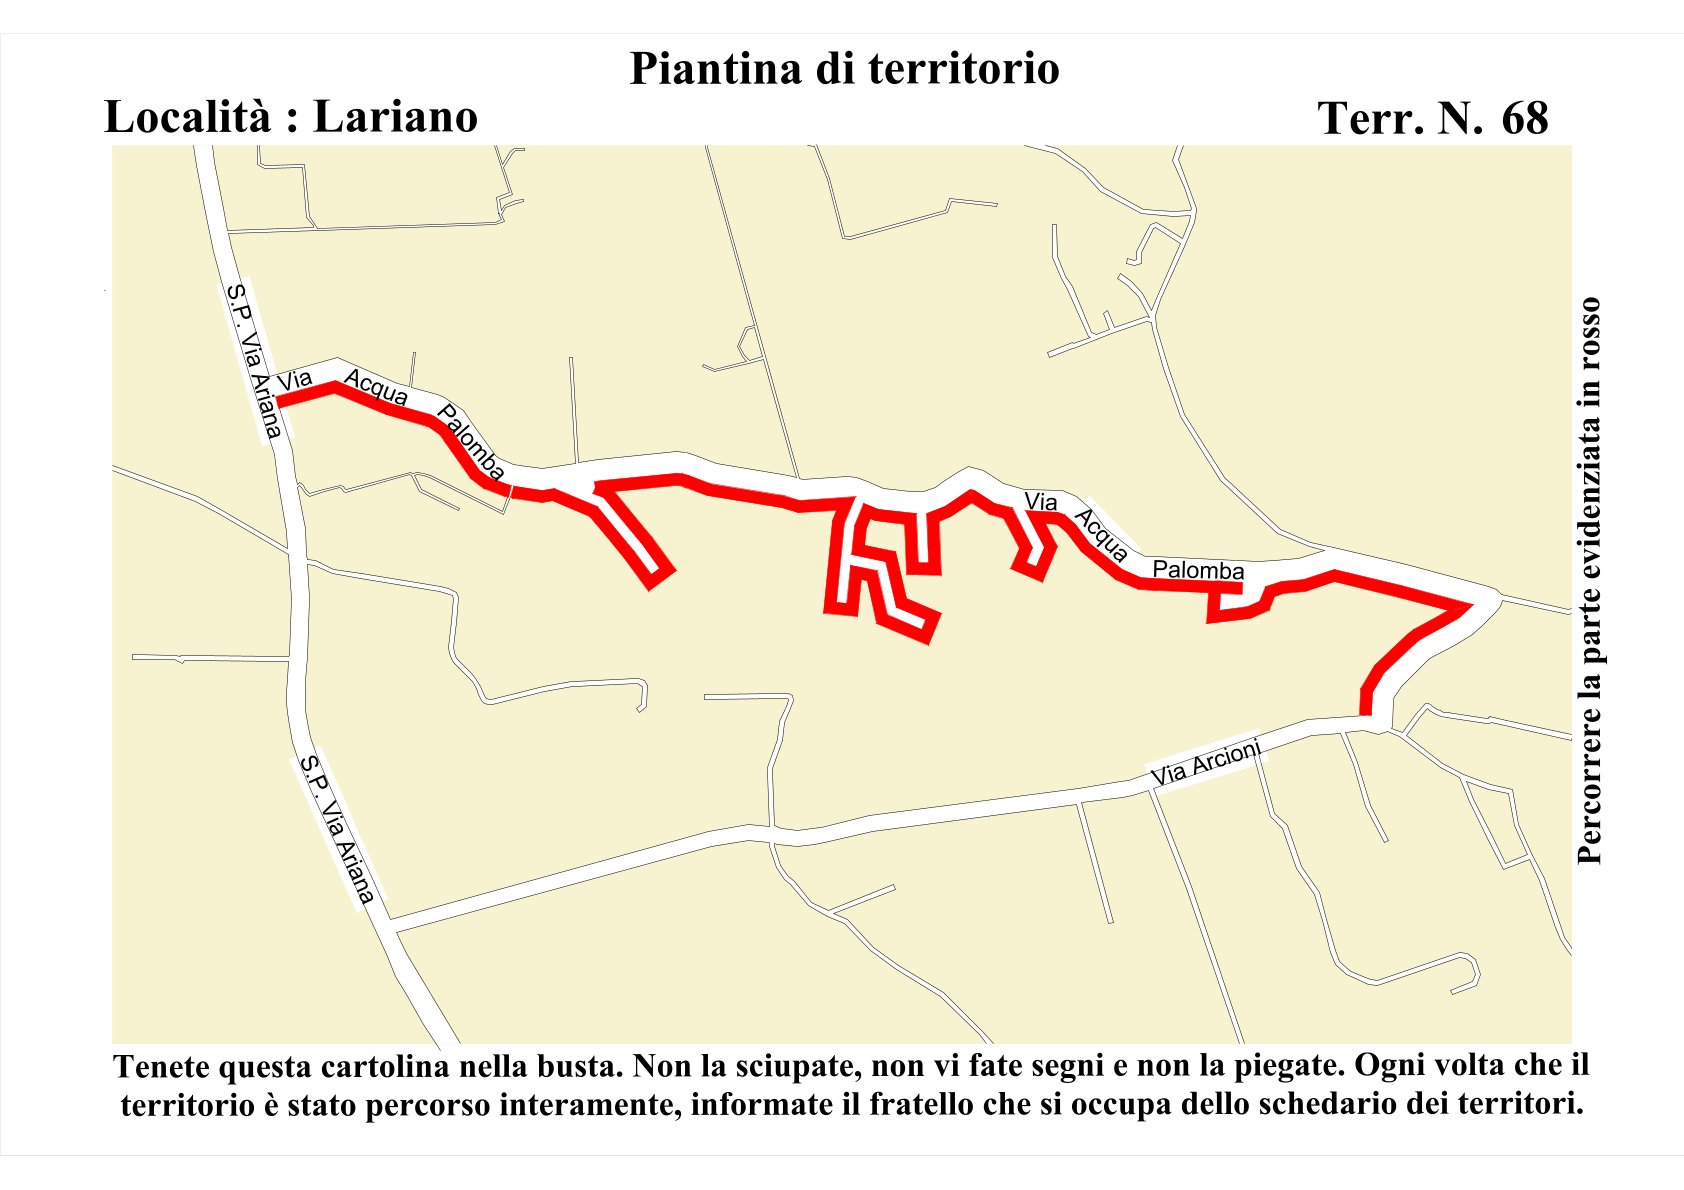 Piantina di territorio
Località : Lariano
Terr. N. 68
S.P. Via Ariana
Via Acqua Palomba
Via Acqua Palomba
S.P. Via Ariana
Via Arcioni
Percorrere la parte evidenziata in rosso
Tenete questa cartolina nella busta. Non la sciupate, non vi fate segni e non la piegate. Ogni volta che il
territorio è stato percorso interamente, informate il fratello che si occupa dello schedario dei territori.